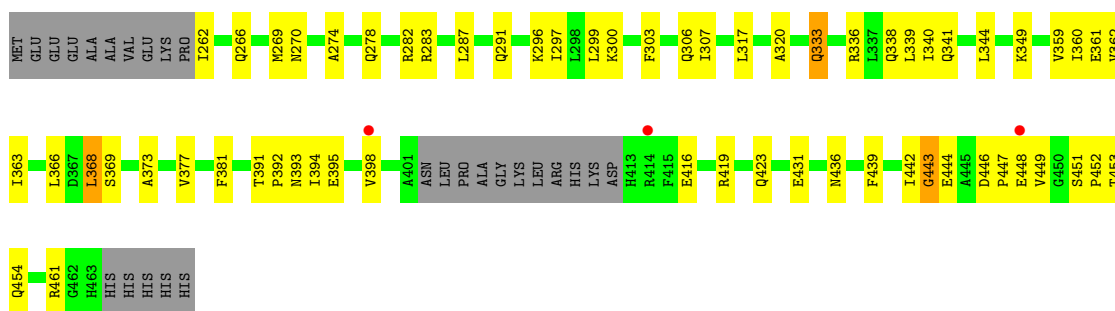 MET GLU GLU GLU ALA ALA VAL GLU LYS PRO I262 Q266 M269 N270 A274 Q278 R282 R283 L287 Q291 K296 I297 L298 L299 K300 F303 Q306 I307 L317 A320 Q333 R336 L337 Q338 L339 I340 Q341 L344 K349 V359 I360 E361 V362
I363 L366 D367 L368 S369 A373 V377 F381 T391 P392 N393 I394 E395 V398 A401 ASN LEU PRO ALA GLY LYS LEU ARG HIS LYS ASP H413 R414 F415 E416 R419 Q423 E431 N436 F439 I442 G443 E444 A445 D446 P447 E448 V449 G450 S451 P452 T453
Q454 R461 G462 H463 HIS HIS HIS HIS HIS